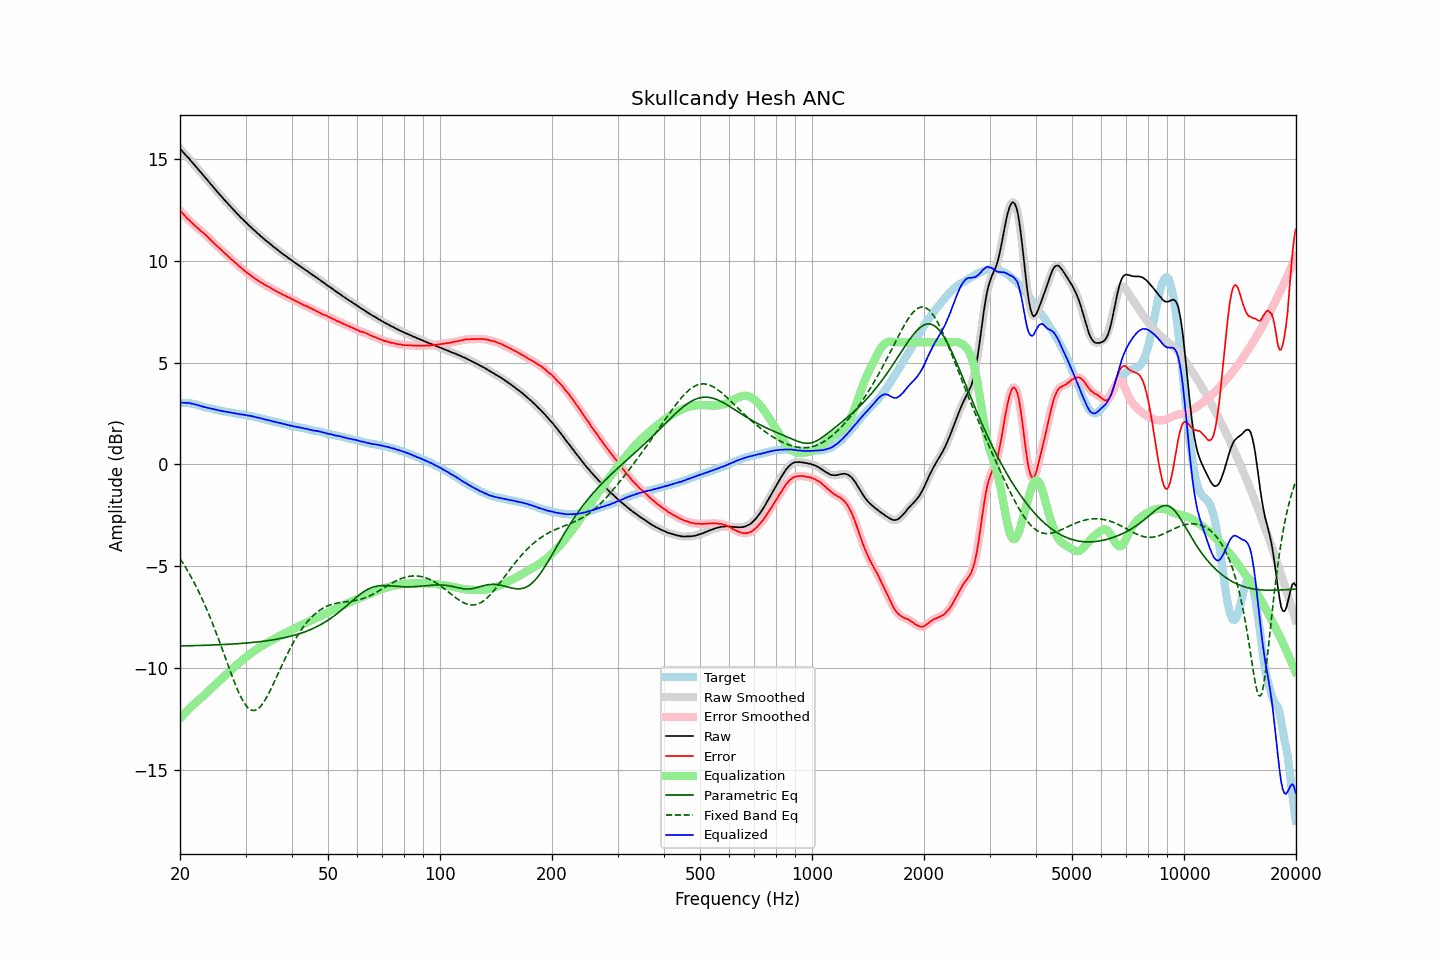 Skullcandy Hesh ANC
Amplitude (dBr)
15
10
5
0
−5
−10
−15
Target
Raw Smoothed
Error Smoothed
Raw
Error
Equalization
Parametric Eq
Fixed Band Eq
Equalized
20 50 100 200 500 1000 2000 5000 10000 20000
Frequency (Hz)